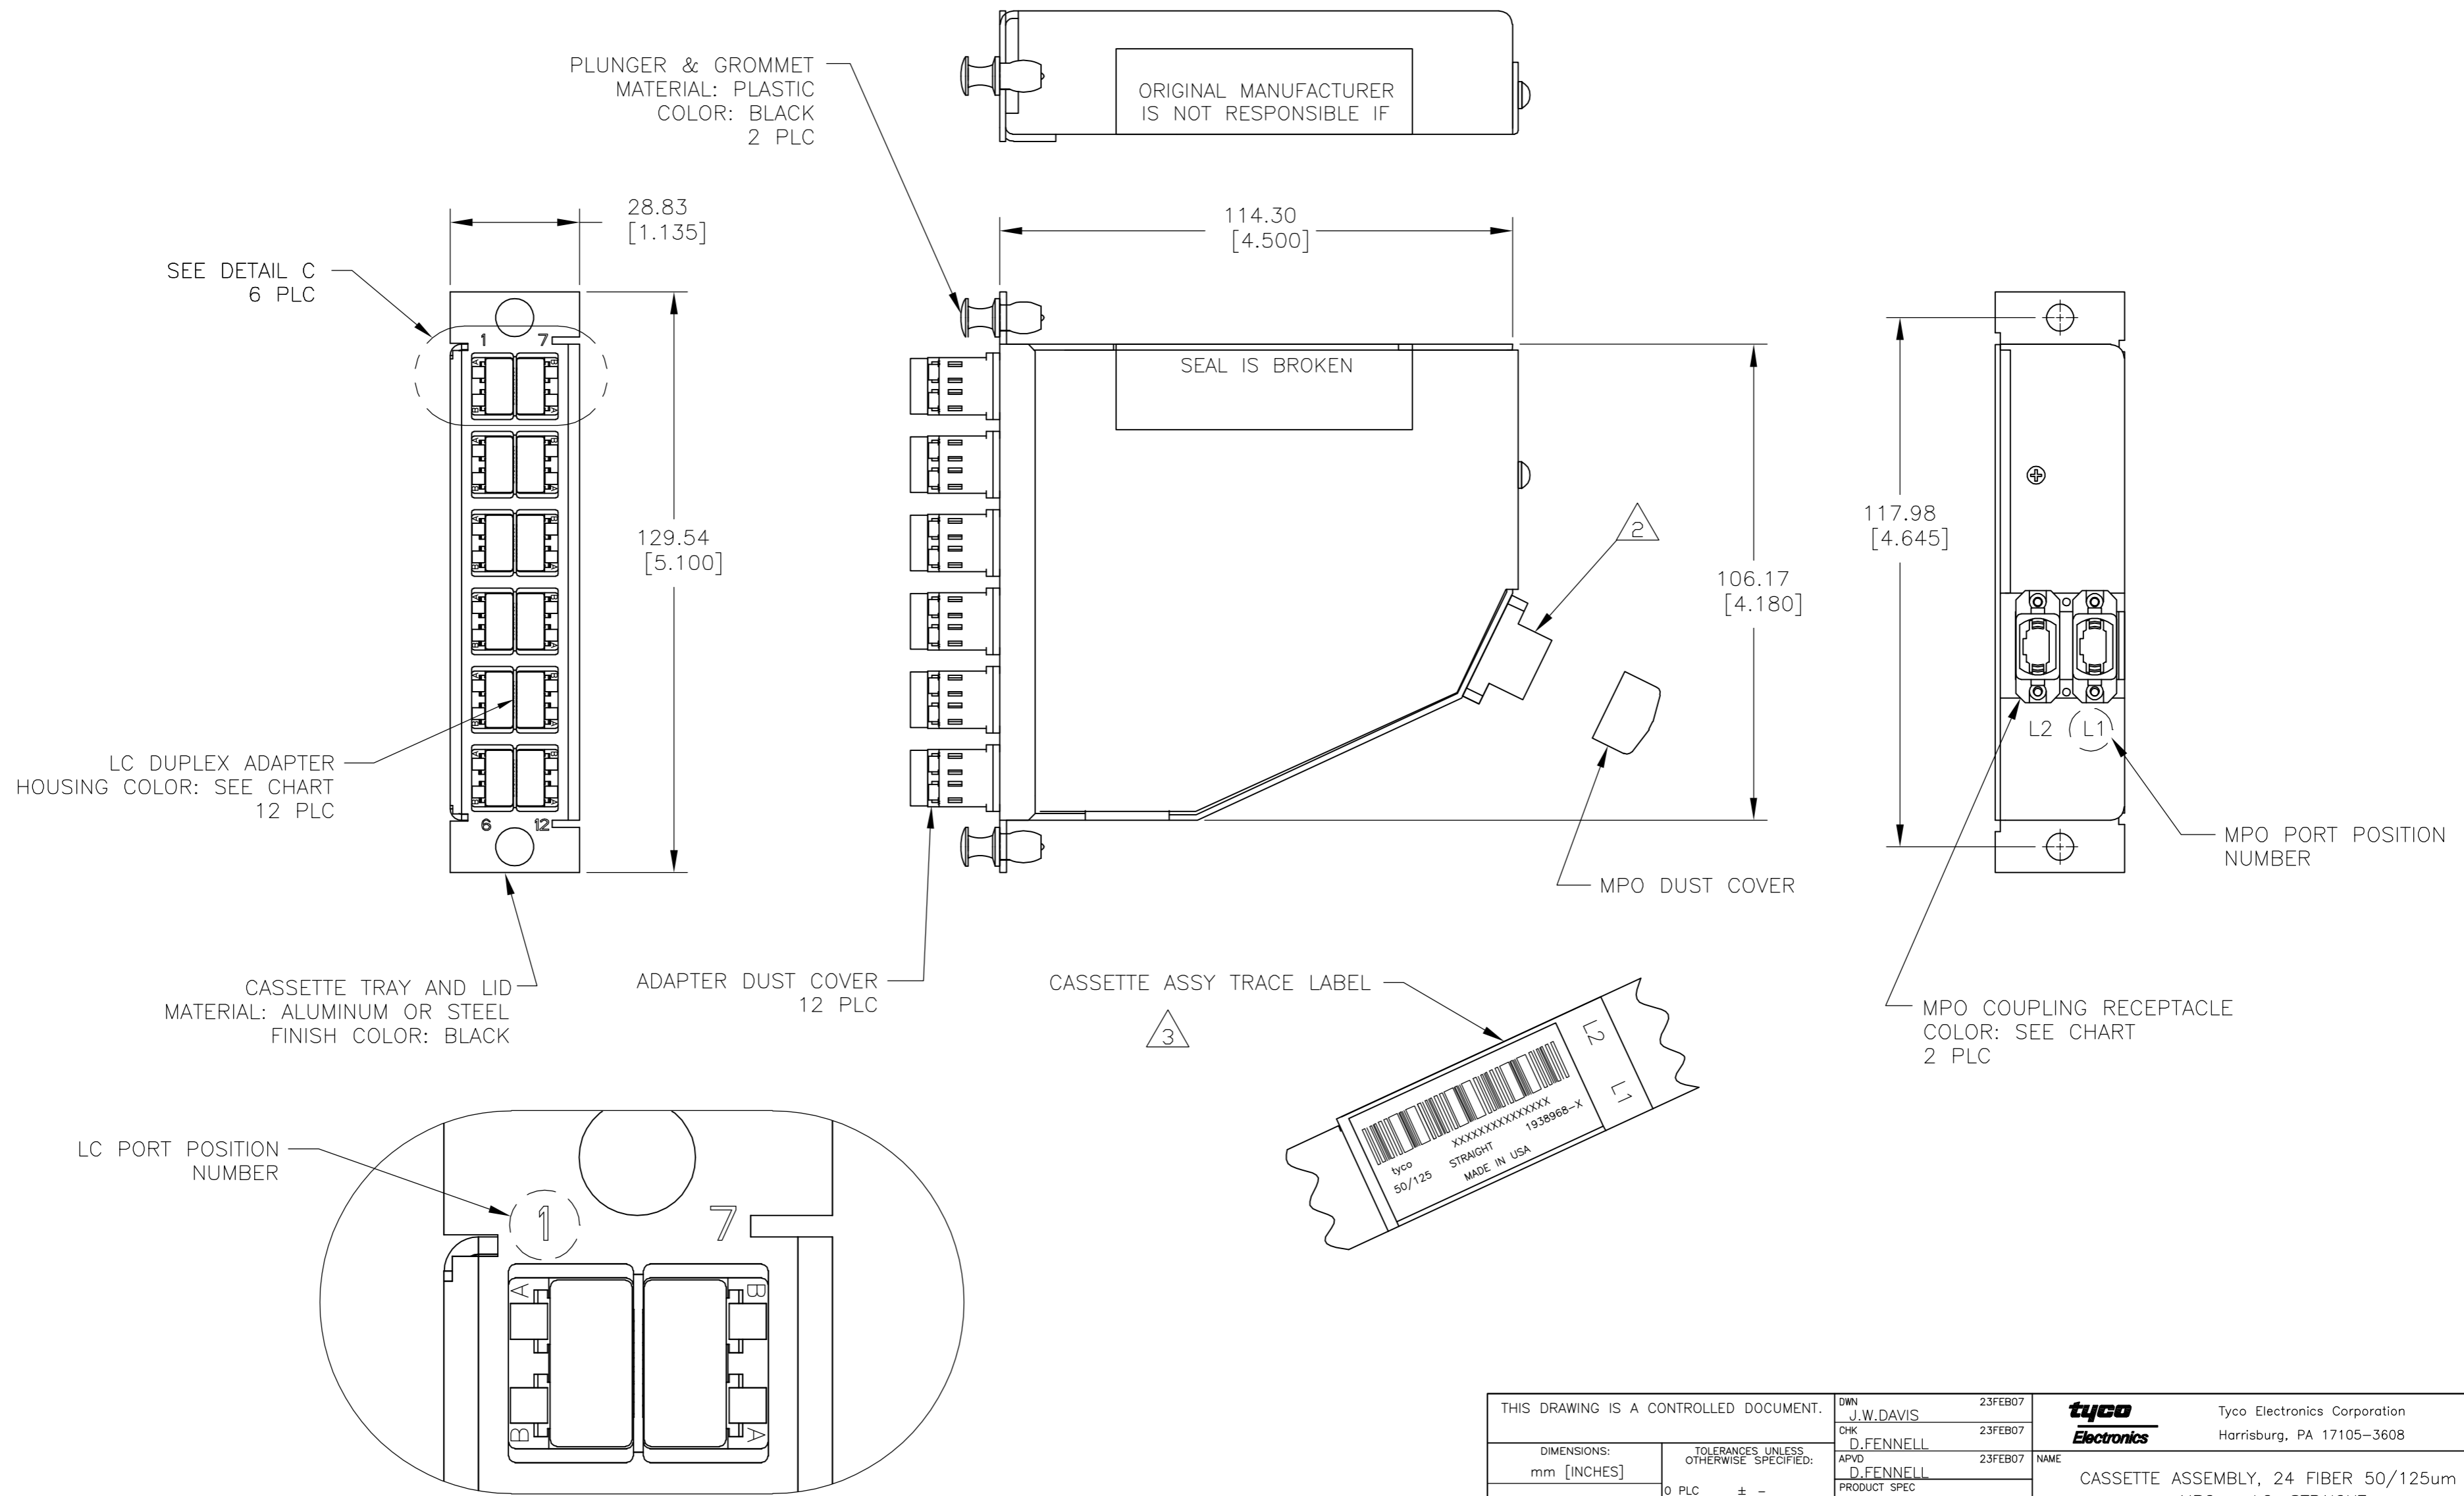 PLUNGER & GROMMET
MATERIAL: PLASTIC
COLOR: BLACK
2 PLC
ORIGINAL MANUFACTURER
IS NOT RESPONSIBLE IF
28.83
[1.135]
114.30
[4.500]
SEE DETAIL C
6 PLC
1 7
A B
B A
A B
B A
A B
B A
A B
B A
A B
B A
A B
B A
6 12
129.54
[5.100]
SEAL IS BROKEN
2
106.17
[4.180]
117.98
[4.645]
L2 L1
LC DUPLEX ADAPTER
HOUSING COLOR: SEE CHART
12 PLC
MPO PORT POSITION
NUMBER
MPO DUST COVER
CASSETTE TRAY AND LID
MATERIAL: ALUMINUM OR STEEL
FINISH COLOR: BLACK
ADAPTER DUST COVER
12 PLC
CASSETTE ASSY TRACE LABEL
3
MPO COUPLING RECEPTACLE
COLOR: SEE CHART
2 PLC
L2
L1
XXXXXXXXXXXXXXX
tyco STRAIGHT 1938968-X
50/125 MADE IN USA
LC PORT POSITION
NUMBER
1 7
A B
B A
THIS DRAWING IS A CONTROLLED DOCUMENT.
DWN 23FEB07
J.W.DAVIS
CHK 23FEB07
D.FENNELL
APVD 23FEB07
D.FENNELL
PRODUCT SPEC
tyco
Electronics
Tyco Electronics Corporation
Harrisburg, PA 17105-3608
DIMENSIONS:
mm [INCHES]
TOLERANCES UNLESS
OTHERWISE SPECIFIED:
0 PLC ± -
NAME
CASSETTE ASSEMBLY, 24 FIBER 50/125um